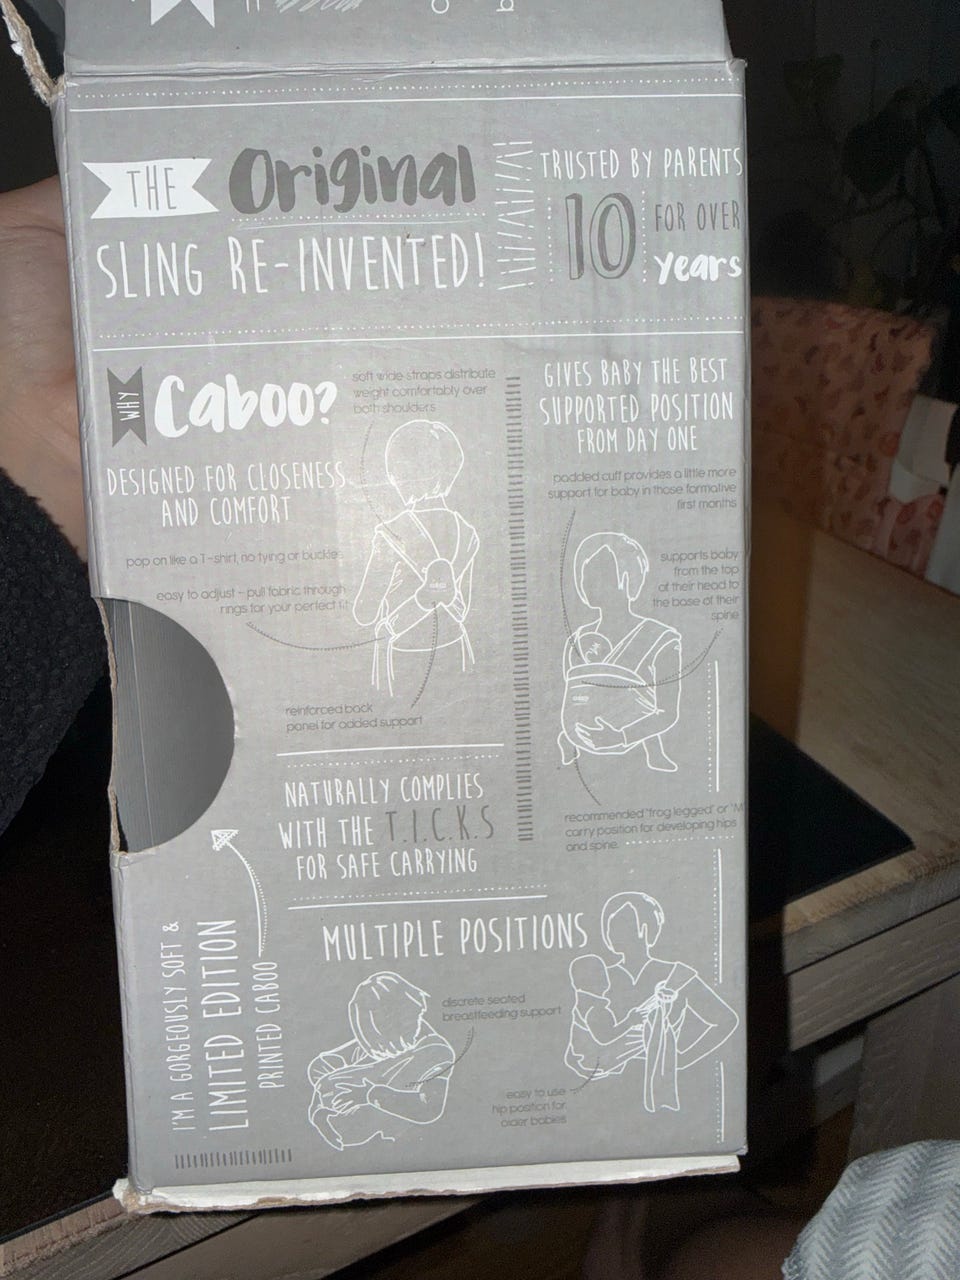 THE Original
SLING RE-INVENTED!
TRUSTED BY PARENTS
10 FOR OVER
years
WHY Caboo?
DESIGNED FOR CLOSENESS
AND COMFORT
soft wide straps distribute
weight comfortably over
both shoulders
pop on like a T-shirt, no tying or buckles
easy to adjust - pull fabric through
rings for your perfect fit
reinforced back
panel for added support
GIVES BABY THE BEST
SUPPORTED POSITION
FROM DAY ONE
padded cuff provides a little more
support for baby in those formative
first months
supports baby
from the top
of their head to
the base of their
spine
recommended 'frog legged' or 'M'
carry position for developing hips
and spine.
NATURALLY COMPLIES
WITH THE T.I.C.K.S
FOR SAFE CARRYING
MULTIPLE POSITIONS
discrete seated
breastfeeding support
easy to use
hip position for
older babies
I'M A GORGEOUSLY SOFT &
LIMITED EDITION
PRINTED CABOO